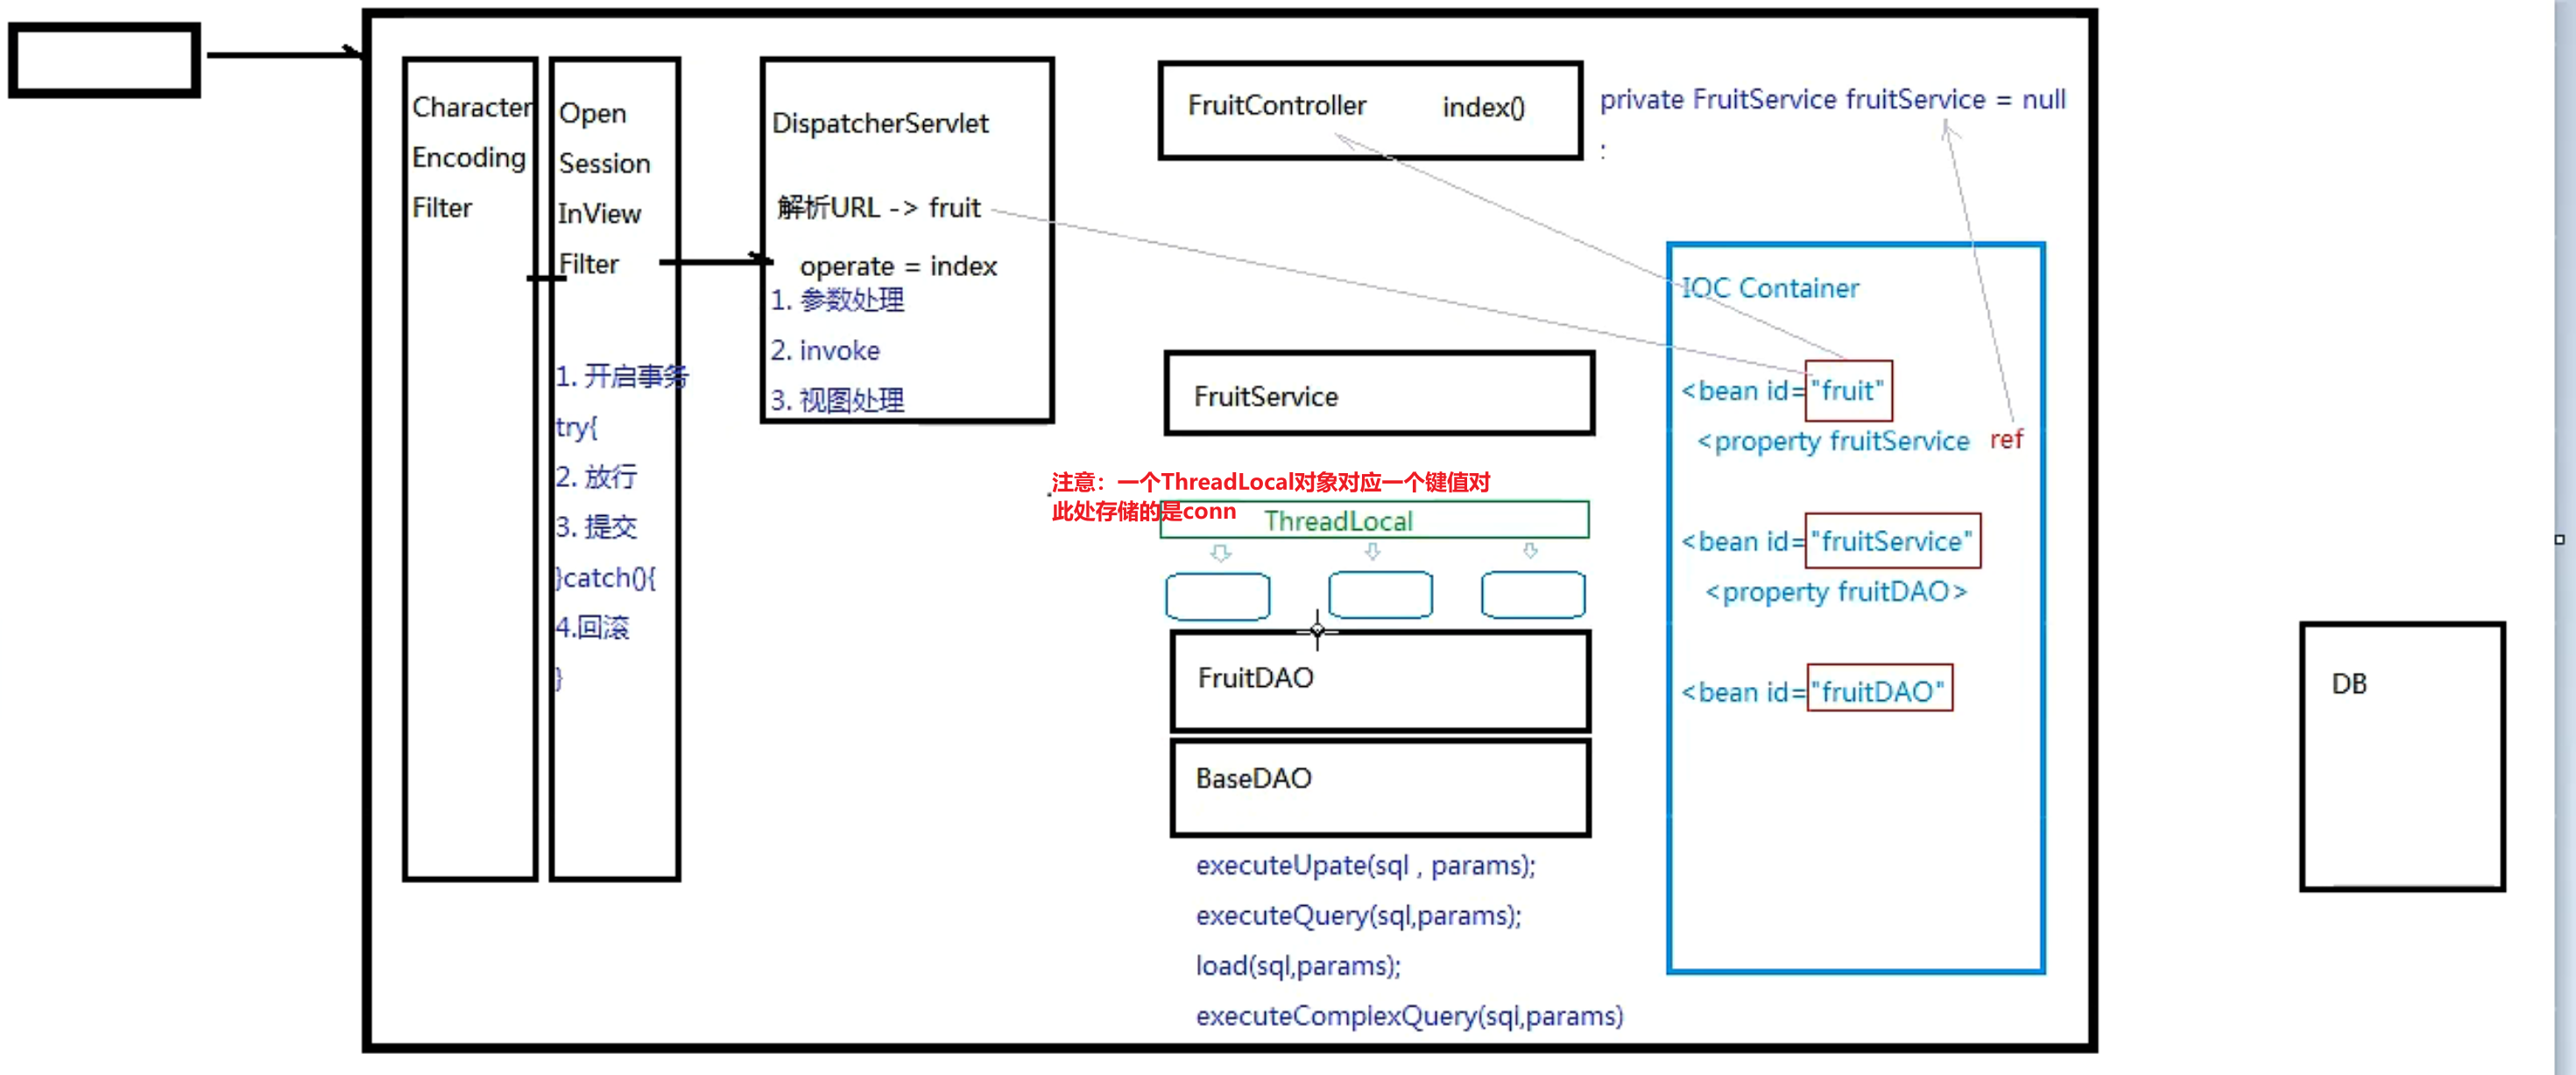 Character
Encoding
Filter
Open
Session
InView
Filter
1. 开启事务
try{
2. 放行
3. 提交
}catch(){
4.回滚
}
DispatcherServlet
解析URL -> fruit
operate = index
1. 参数处理
2. invoke
3. 视图处理
FruitController index()
private FruitService fruitService = null
:
FruitService
注意：一个ThreadLocal对象对应一个键值对
此处存储的是conn
ThreadLocal
FruitDAO
BaseDAO
executeUpate(sql , params);
executeQuery(sql,params);
load(sql,params);
executeComplexQuery(sql,params)
IOC Container
<bean id="fruit"
<property fruitService ref
<bean id="fruitService"
<property fruitDAO>
<bean id="fruitDAO"
DB